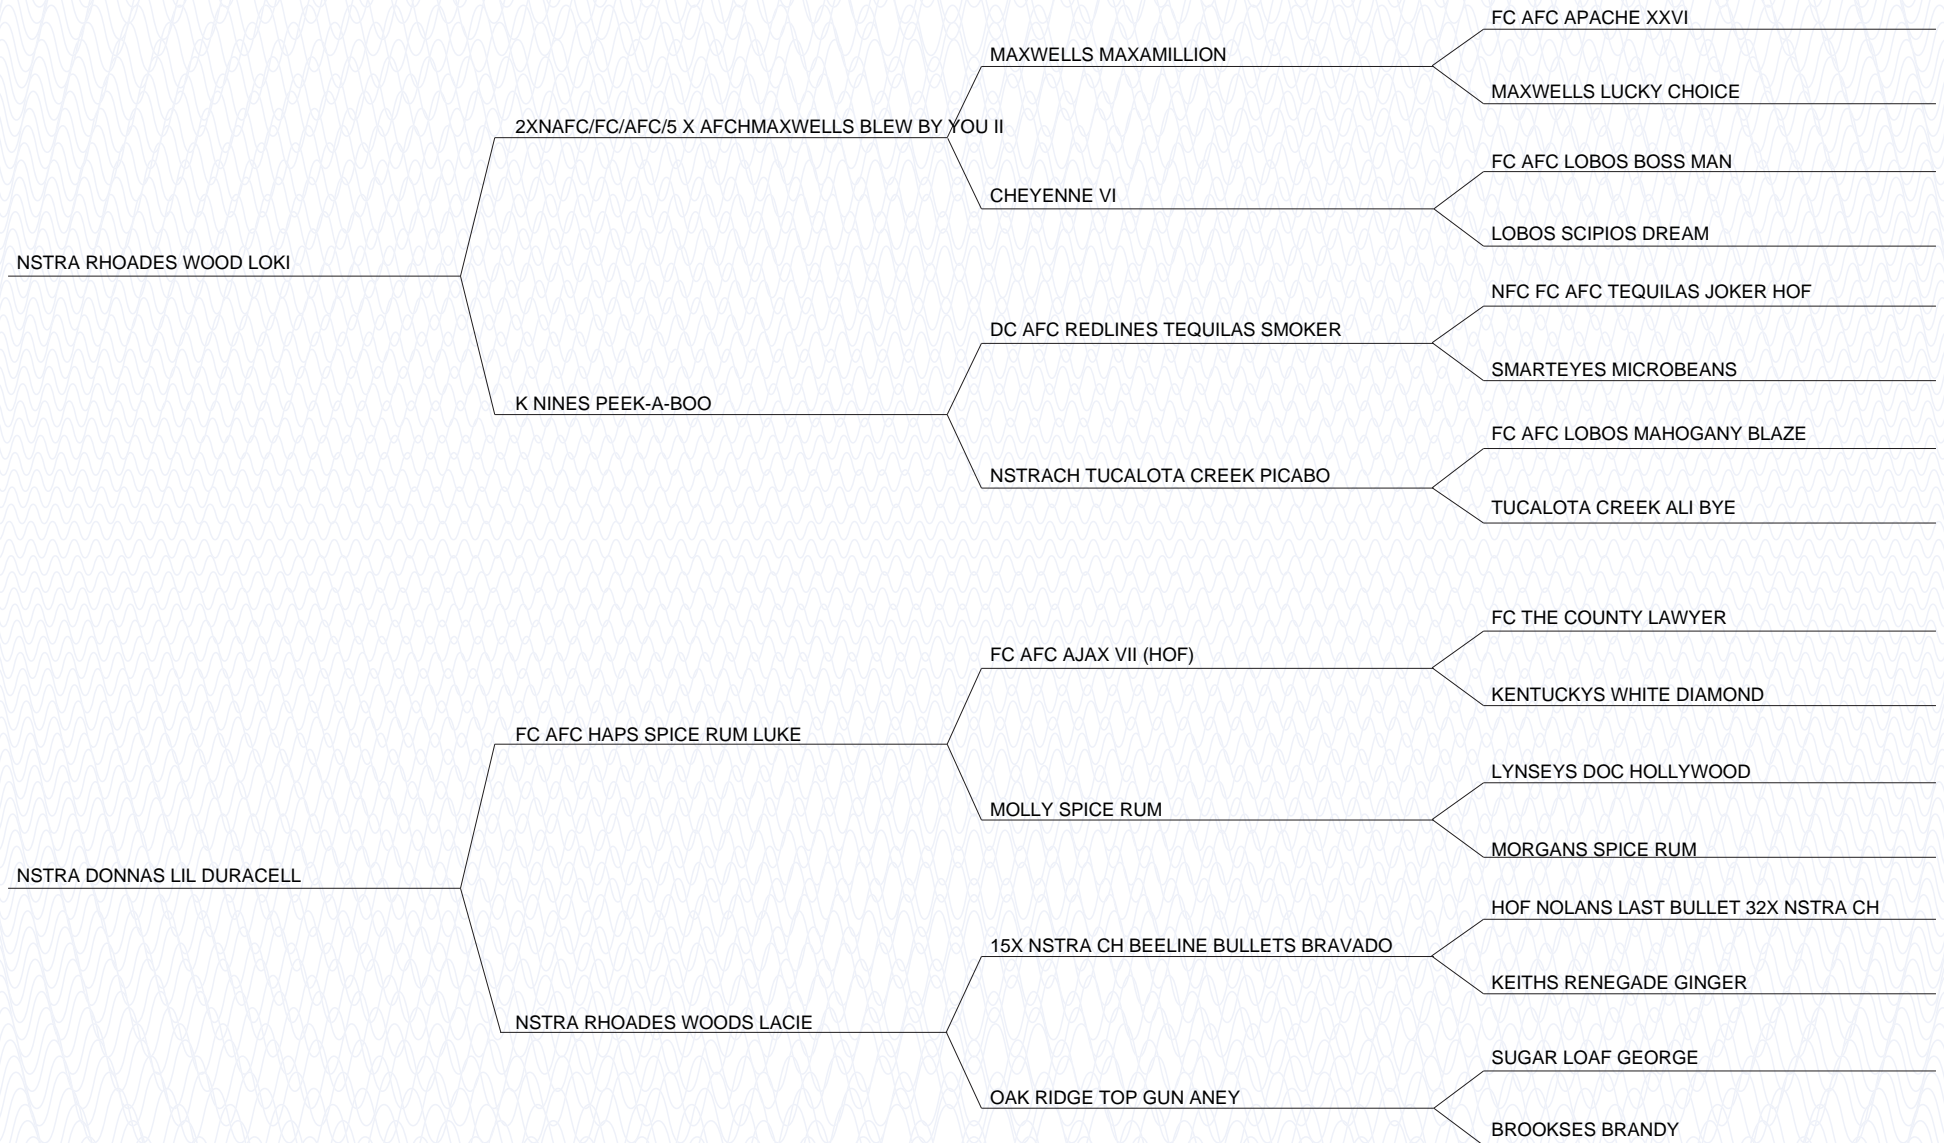 FC AFC APACHE XXVI
MAXWELLS MAXAMILLION
MAXWELLS LUCKY CHOICE
2XNAFC/FC/AFC/5 X AFCHMAXWELLS BLEW BY YOU II
FC AFC LOBOS BOSS MAN
CHEYENNE VI
LOBOS SCIPIOS DREAM
NSTRA RHOADES WOOD LOKI
NFC FC AFC TEQUILAS JOKER HOF
DC AFC REDLINES TEQUILAS SMOKER
SMARTEYES MICROBEANS
K NINES PEEK-A-BOO
FC AFC LOBOS MAHOGANY BLAZE
NSTRACH TUCALOTA CREEK PICABO
TUCALOTA CREEK ALI BYE
FC THE COUNTY LAWYER
FC AFC AJAX VII (HOF)
KENTUCKYS WHITE DIAMOND
FC AFC HAPS SPICE RUM LUKE
LYNSEYS DOC HOLLYWOOD
MOLLY SPICE RUM
MORGANS SPICE RUM
NSTRA DONNAS LIL DURACELL
HOF NOLANS LAST BULLET 32X NSTRA CH
15X NSTRA CH BEELINE BULLETS BRAVADO
KEITHS RENEGADE GINGER
NSTRA RHOADES WOODS LACIE
SUGAR LOAF GEORGE
OAK RIDGE TOP GUN ANEY
BROOKSES BRANDY